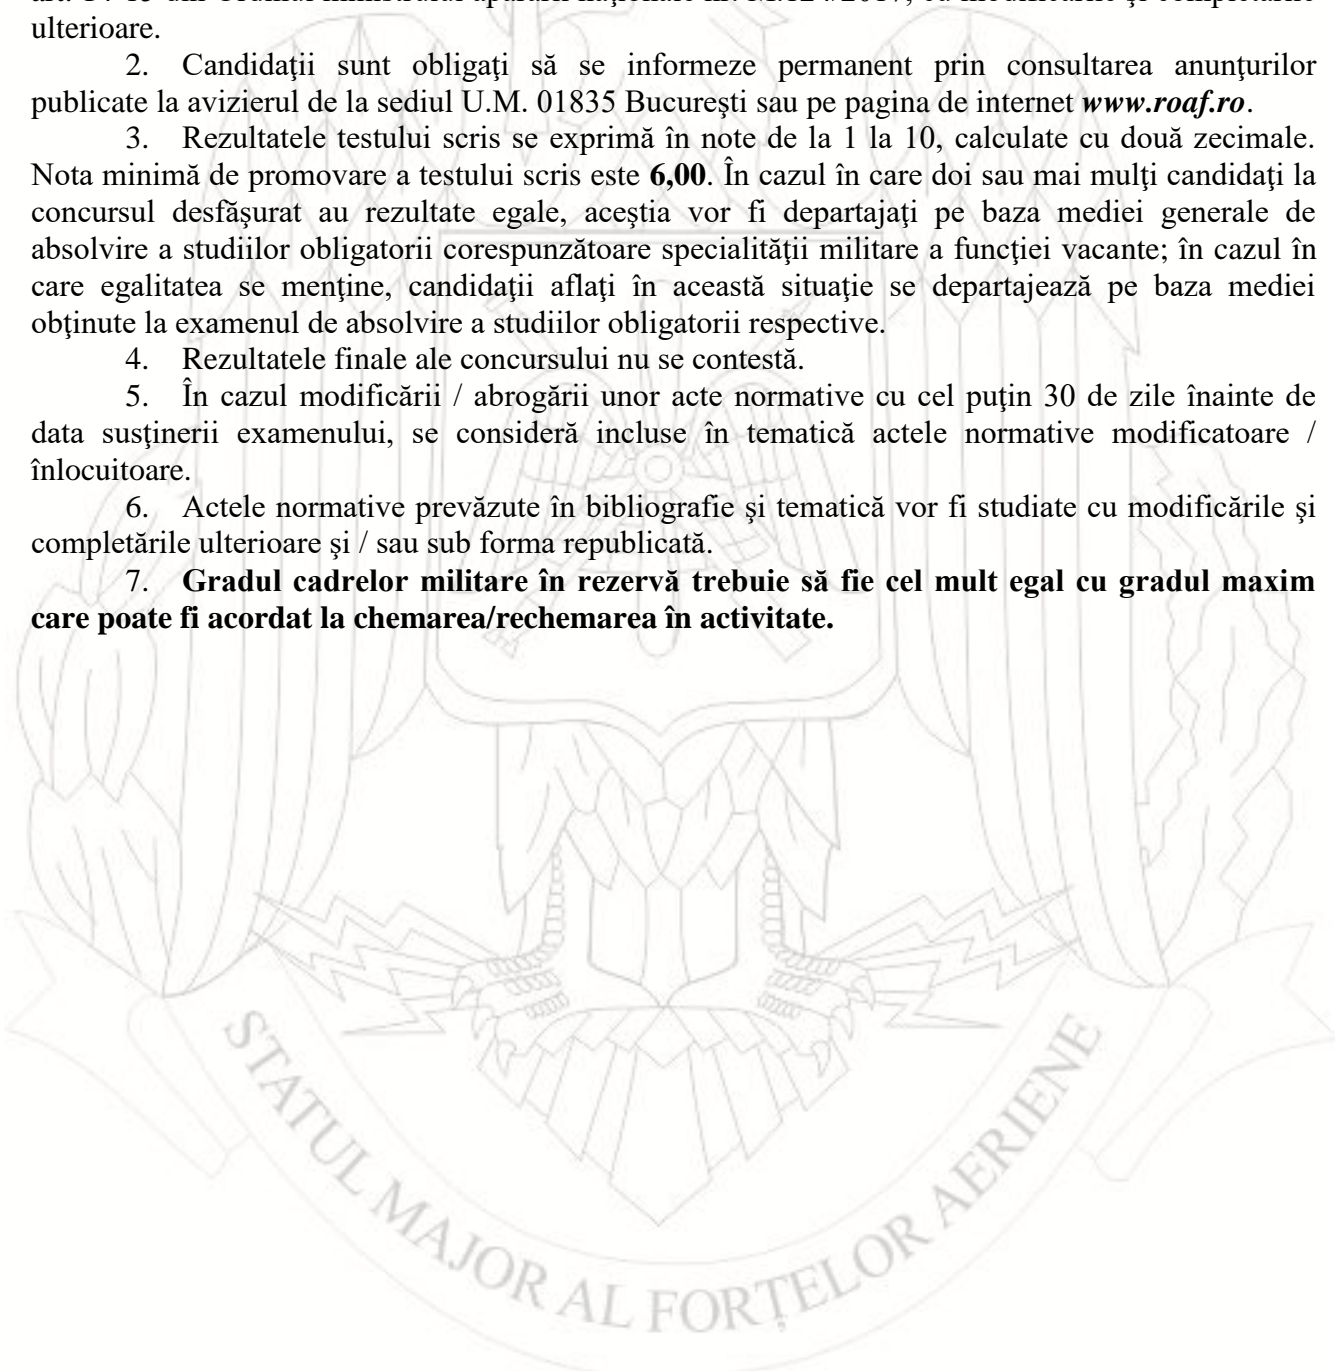 ulterioare.
2. Candidaţii sunt obligaţi să se informeze permanent prin consultarea anunţurilor
publicate la avizierul de la sediul U.M. 01835 Bucureşti sau pe pagina de internet www.roaf.ro.
3. Rezultatele testului scris se exprimă în note de la 1 la 10, calculate cu două zecimale.
Nota minimă de promovare a testului scris este 6,00. În cazul în care doi sau mai mulţi candidaţi la
concursul desfăşurat au rezultate egale, aceştia vor fi departajaţi pe baza mediei generale de
absolvire a studiilor obligatorii corespunzătoare specialităţii militare a funcţiei vacante; în cazul în
care egalitatea se menţine, candidaţii aflaţi în această situaţie se departajează pe baza mediei
obţinute la examenul de absolvire a studiilor obligatorii respective.
4. Rezultatele finale ale concursului nu se contestă.
5. În cazul modificării / abrogării unor acte normative cu cel puţin 30 de zile înainte de
data susţinerii examenului, se consideră incluse în tematică actele normative modificatoare /
înlocuitoare.
6. Actele normative prevăzute în bibliografie şi tematică vor fi studiate cu modificările şi
completările ulterioare şi / sau sub forma republicată.
7. Gradul cadrelor militare în rezervă trebuie să fie cel mult egal cu gradul maxim
care poate fi acordat la chemarea/rechemarea în activitate.
STATUL MAJOR AL FORȚELOR AERIENE